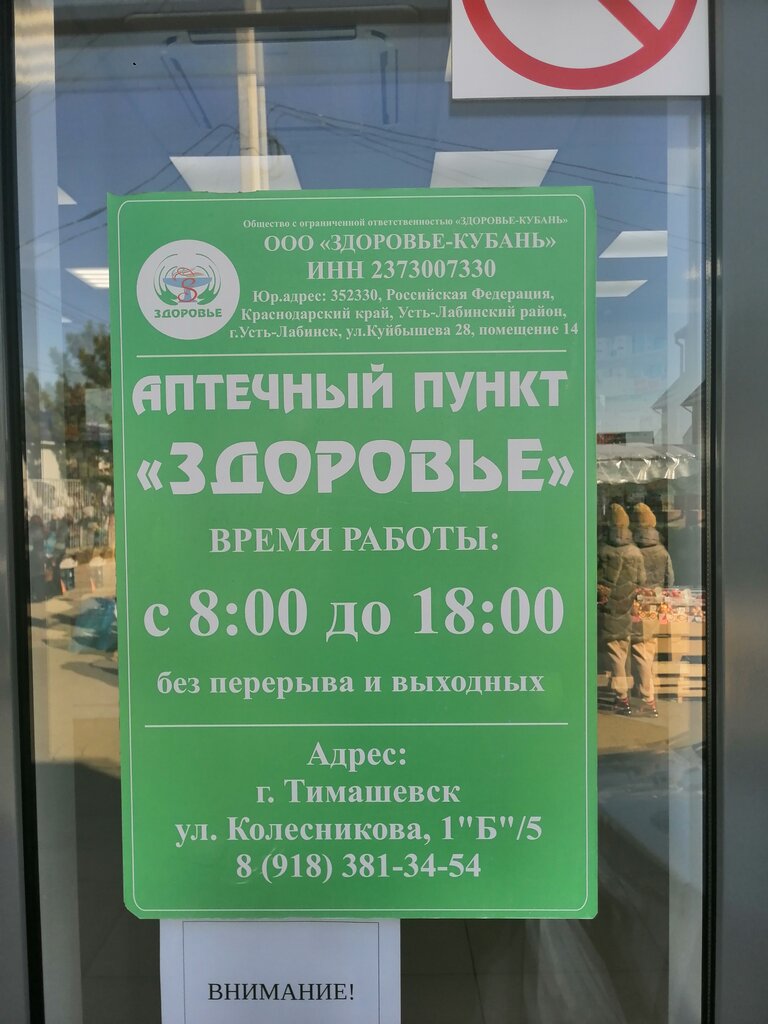 Общество с ограниченной ответственностью «ЗДОРОВЬЕ-КУБАНЬ»
ООО «ЗДОРОВЬЕ-КУБАНЬ»
ИНН 2373007330
Юр.адрес: 352330, Российская Федерация,
Краснодарский край, Усть-Лабинский район,
г.Усть-Лабинск, ул.Куйбышева 28, помещение 14
ЗДОРОВЬЕ
АПТЕЧНЫЙ ПУНКТ
«ЗДОРОВЬЕ»
ВРЕМЯ РАБОТЫ:
с 8:00 до 18:00
без перерыва и выходных
Адрес:
г. Тимашевск
ул. Колесникова, 1"Б"/5
8 (918) 381-34-54
ВНИМАНИЕ!